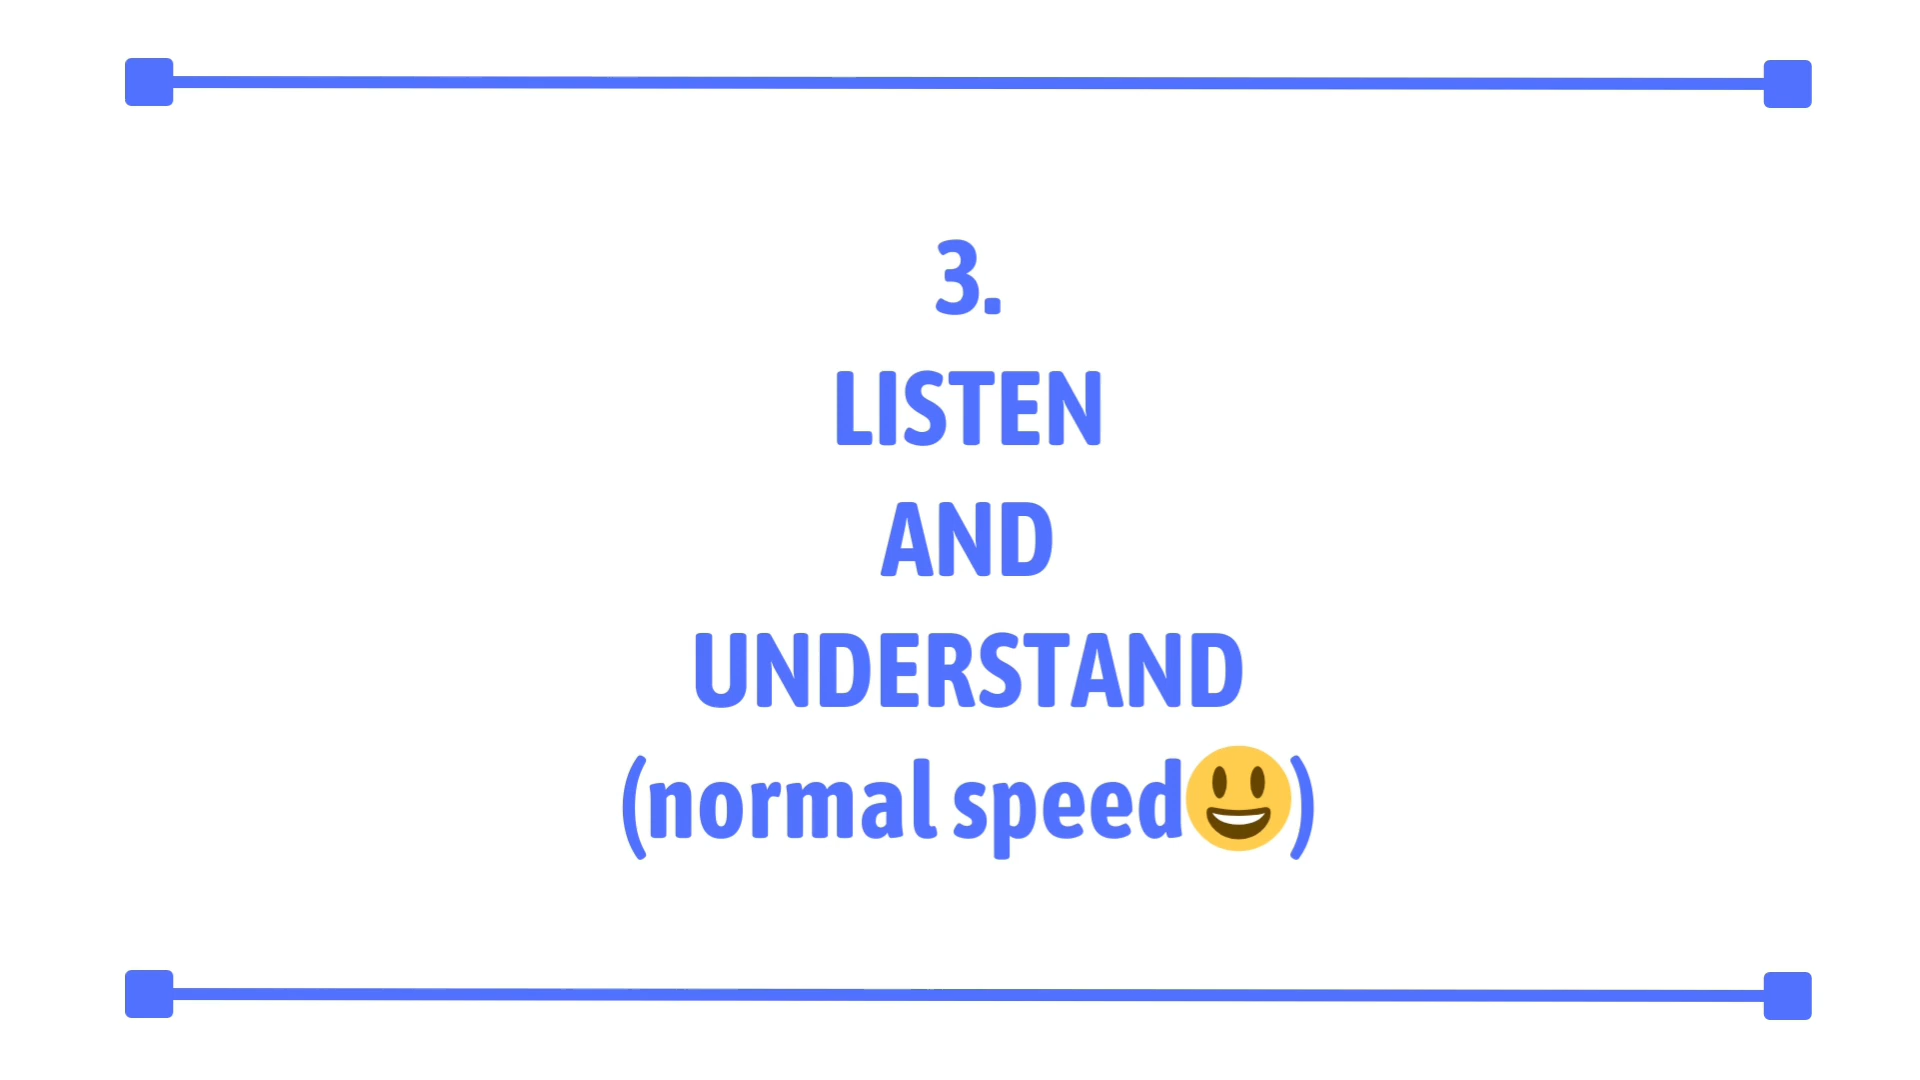 3.
LISTEN
AND
UNDERSTAND
(normal speed😃)